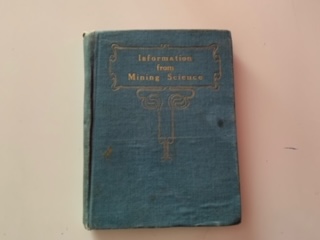 Information
from
Mining Science